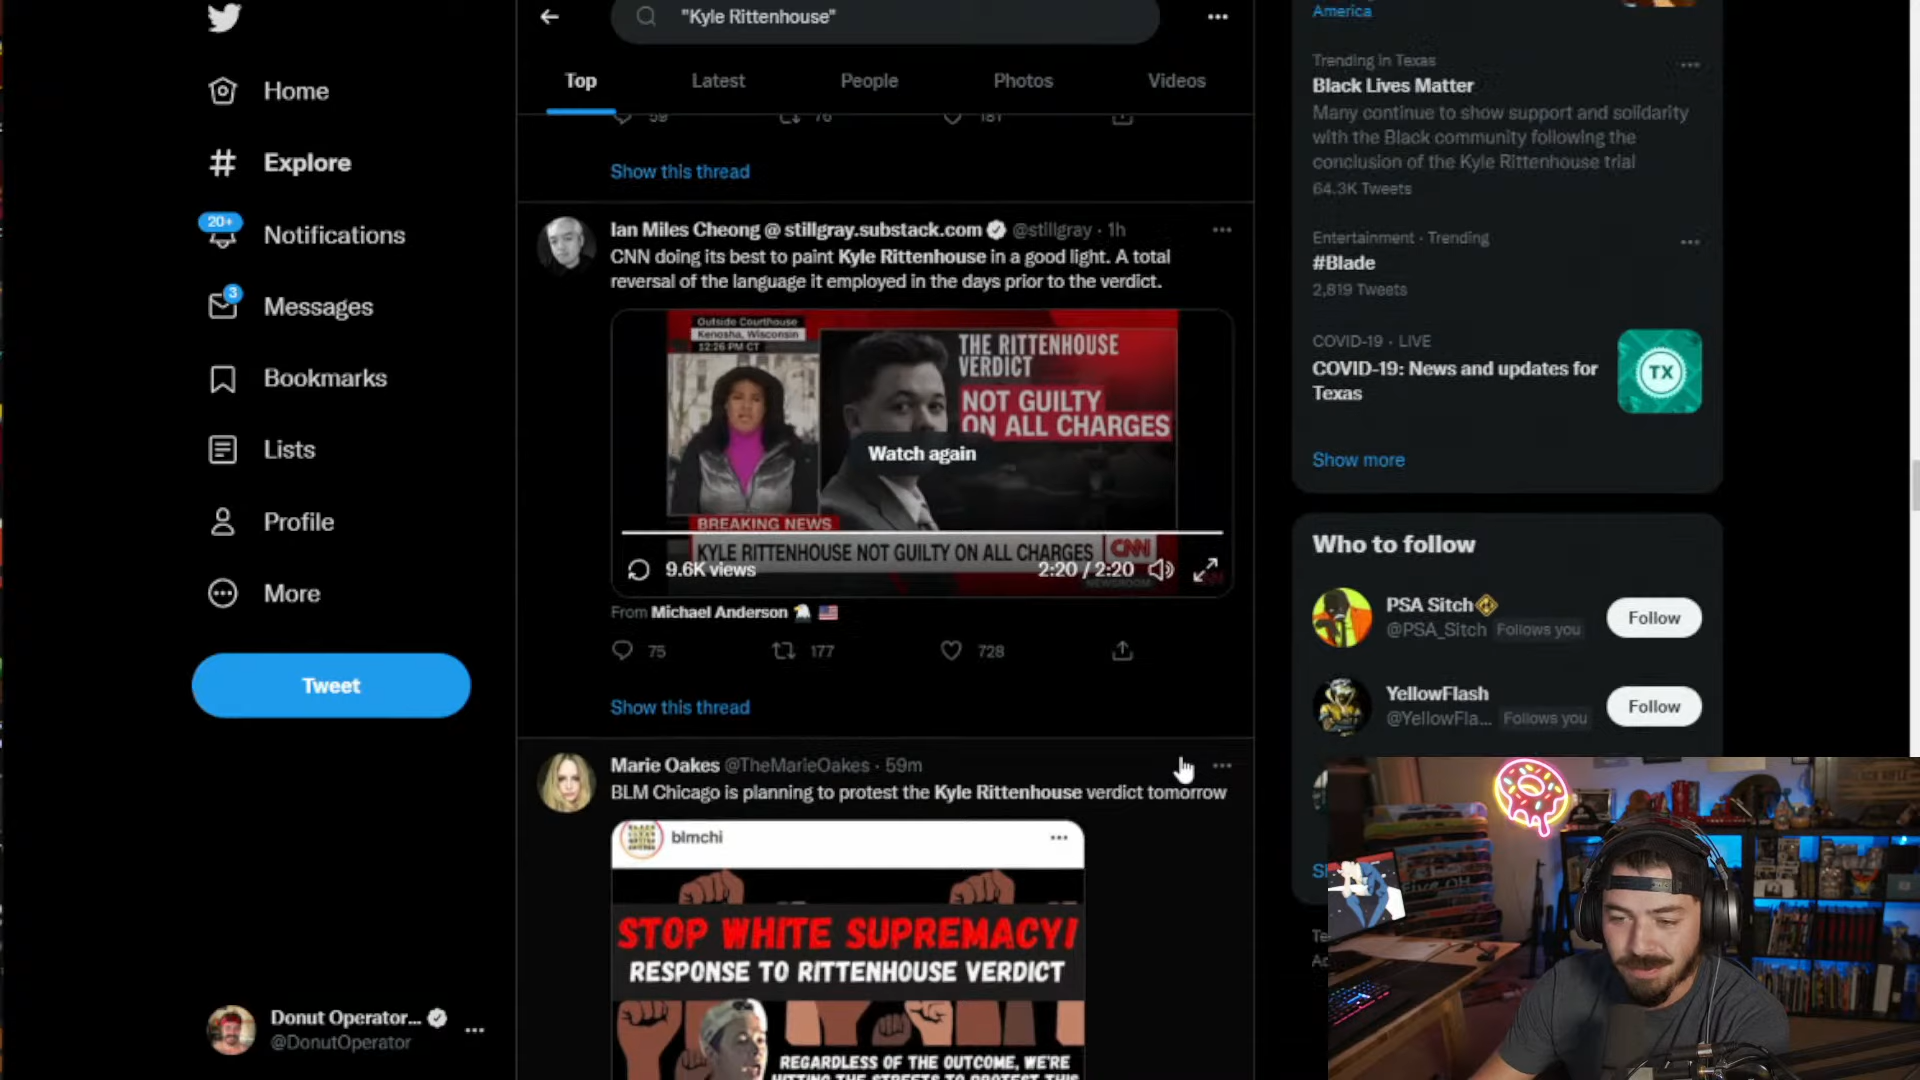 Home
Explore
20+
Notifications
3
Messages
Bookmarks
Lists
Profile
More
Tweet
Donut Operator...
@DonutOperator
"Kyle Rittenhouse"
Top
Latest
People
Photos
Videos
59
76
181
Show this thread
Ian Miles Cheong @ stillgray.substack.com @stillgray · 1h
CNN doing its best to paint Kyle Rittenhouse in a good light. A total
reversal of the language it employed in the days prior to the verdict.
Outside Courthouse
Kenosha, Wisconsin
12:26 PM CT
THE RITTENHOUSE
VERDICT
NOT GUILTY
ON ALL CHARGES
Watch again
BREAKING NEWS
KYLE RITTENHOUSE NOT GUILTY ON ALL CHARGES
CNN
NEWSROOM
9.6K views
2:20 / 2:20
From Michael Anderson
75
177
728
Show this thread
Marie Oakes @TheMarieOakes · 59m
BLM Chicago is planning to protest the Kyle Rittenhouse verdict tomorrow
blmchi
STOP WHITE SUPREMACY!
RESPONSE TO RITTENHOUSE VERDICT
REGARDLESS OF THE OUTCOME, WE'RE
HITTING THE STREETS TO PROTEST THIS
America
Trending in Texas
Black Lives Matter
Many continue to show support and solidarity
with the Black community following the
conclusion of the Kyle Rittenhouse trial
64.3K Tweets
Entertainment · Trending
#Blade
2,819 Tweets
COVID-19 · LIVE
COVID-19: News and updates for
Texas
TX
Show more
Who to follow
PSA Sitch
@PSA_Sitch Follows you
Follow
YellowFlash
@YellowFla... Follows you
Follow